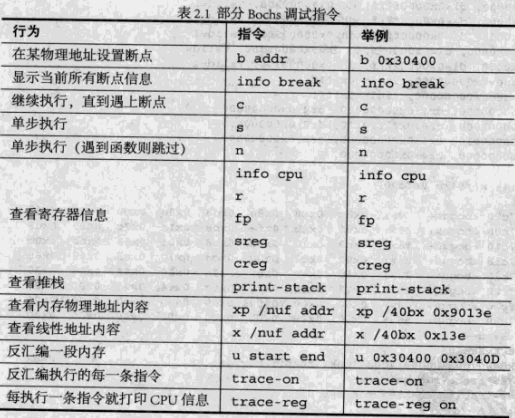 表2.1 部分 Bochs 调试指令
行为 指令 举例
在某物理地址设置断点 b addr b 0x30400
显示当前所有断点信息 info break info break
继续执行，直到遇上断点 c c
单步执行 s s
单步执行（遇到函数则跳过） n n
info cpu info cpu
r r
查看寄存器信息 fp fp
sreg sreg
creg creg
查看堆栈 print-stack print-stack
查看内存物理地址内容 xp /nuf addr xp /40bx 0x9013e
查看线性地址内容 x /nuf addr x /40bx 0x13e
反汇编一段内存 u start end u 0x30400 0x3040D
反汇编执行的每一条指令 trace-on trace-on
每执行一条指令就打印 CPU 信息 trace-reg trace-reg on